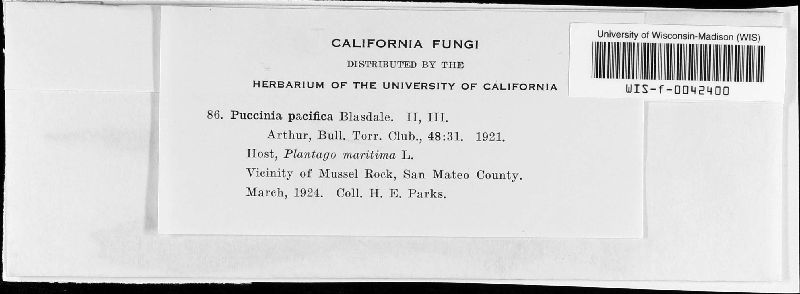 CALIFORNIA FUNGI
DISTRIBUTED BY THE
HERBARIUM OF THE UNIVERSITY OF CALIFORNIA
University of Wisconsin-Madison (WIS)
WIS-f-0042400
86. Puccinia pacifica Blasdale. II, III.
Arthur, Bull. Torr. Club., 48:31. 1921.
Host, Plantago maritima L.
Vicinity of Mussel Rock, San Mateo County.
March, 1924. Coll. H. E. Parks.